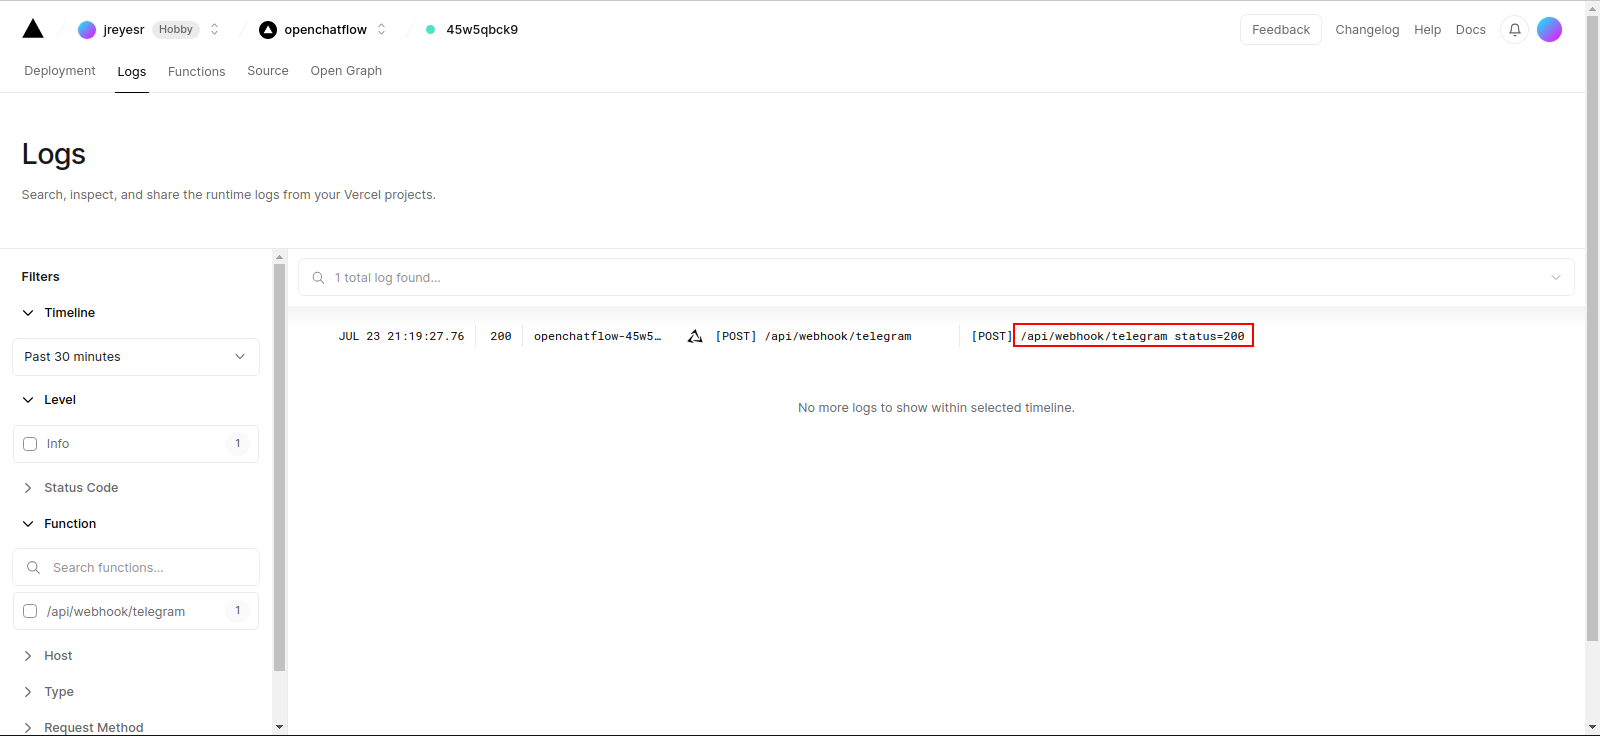 jreyesr Hobby openchatflow 45w5qbck9 Feedback Changelog Help Docs
Deployment Logs Functions Source Open Graph
Logs
Search, inspect, and share the runtime logs from your Vercel projects.
Filters
Timeline
Past 30 minutes
Level
Info 1
Status Code
Function
Search functions...
/api/webhook/telegram 1
Host
Type
Request Method
1 total log found...
JUL 23 21:19:27.76 200 openchatflow-45w5… [POST] /api/webhook/telegram [POST] /api/webhook/telegram status=200
No more logs to show within selected timeline.